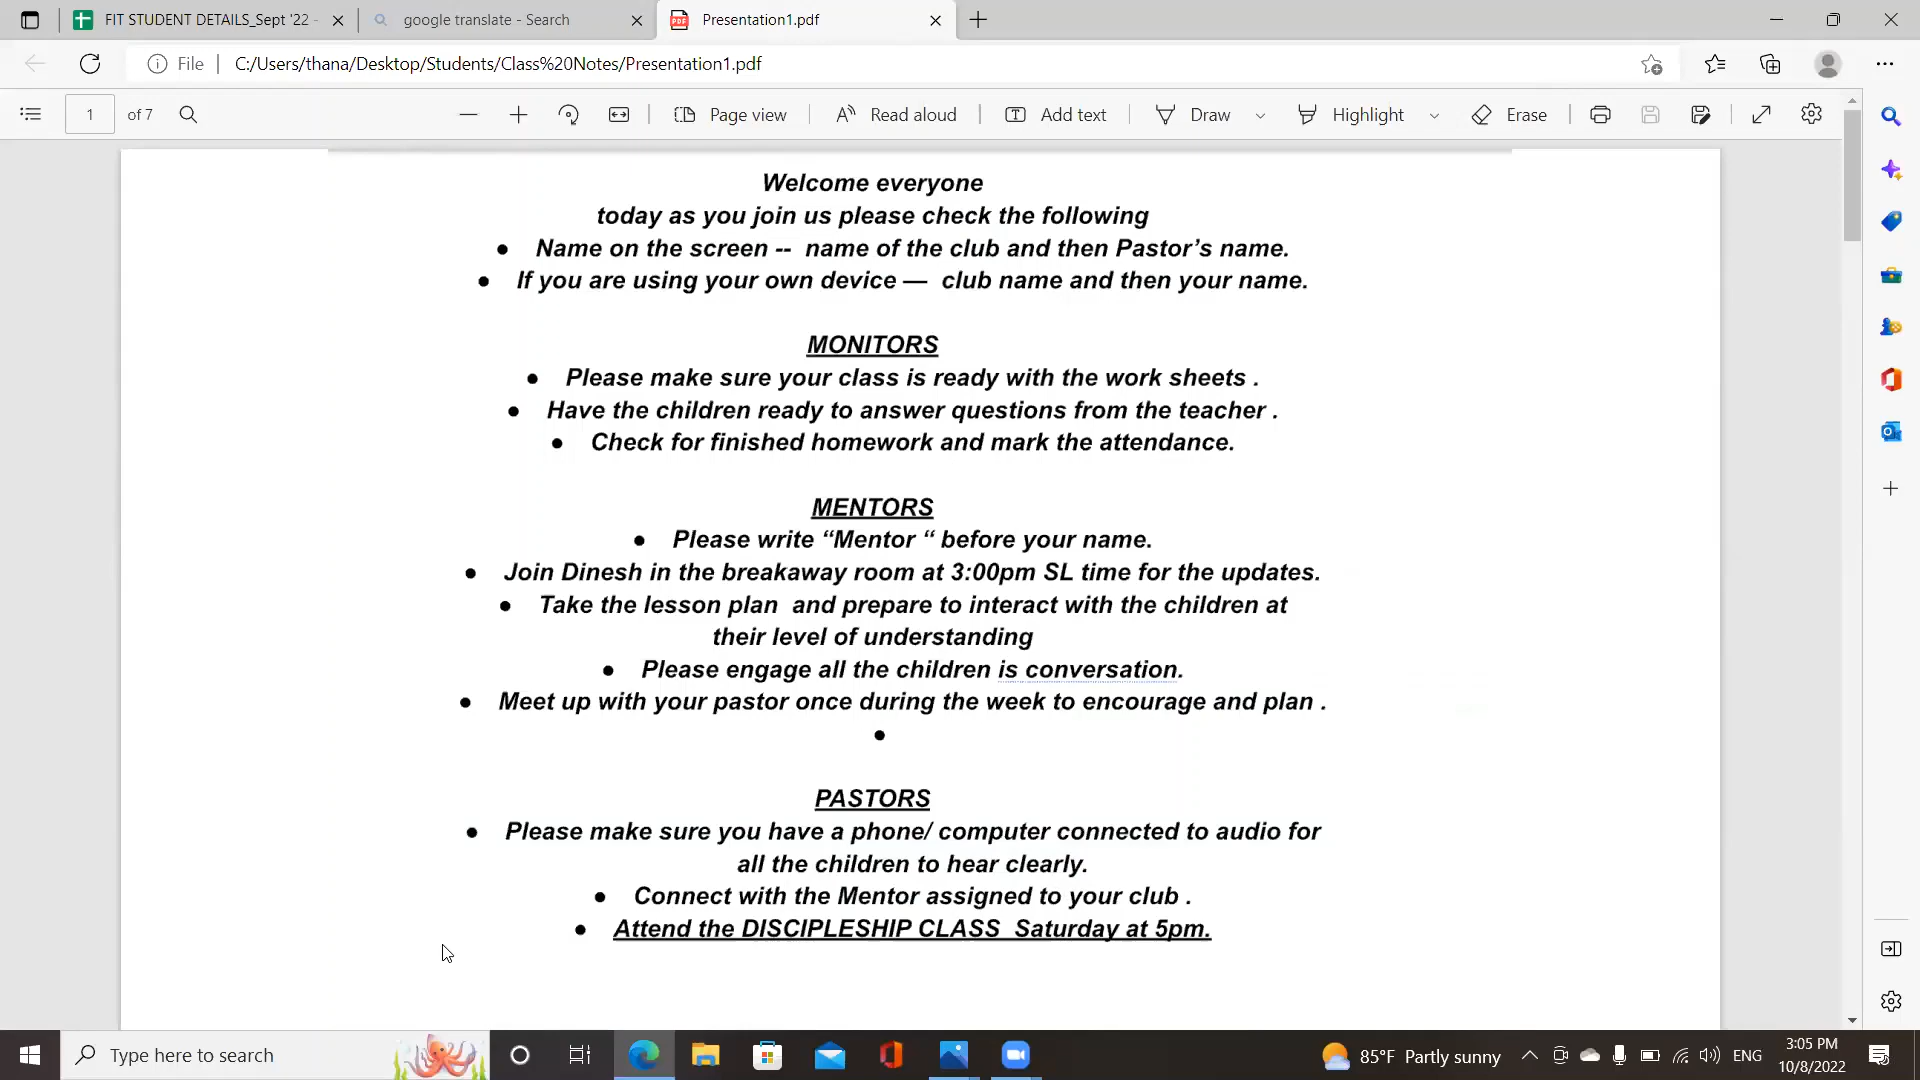 FIT STUDENT DETAILS_Sept '22 -
google translate - Search
Presentation1.pdf
File
C:/Users/thana/Desktop/Students/Class%20Notes/Presentation1.pdf
1 of 7
Page view
Read aloud
Add text
Draw
Highlight
Erase
Welcome everyone
today as you join us please check the following
• Name on the screen -- name of the club and then Pastor’s name.
• If you are using your own device — club name and then your name.
MONITORS
• Please make sure your class is ready with the work sheets .
• Have the children ready to answer questions from the teacher .
• Check for finished homework and mark the attendance.
MENTORS
• Please write “Mentor “ before your name.
• Join Dinesh in the breakaway room at 3:00pm SL time for the updates.
• Take the lesson plan and prepare to interact with the children at
their level of understanding
• Please engage all the children is conversation.
• Meet up with your pastor once during the week to encourage and plan .
•
PASTORS
• Please make sure you have a phone/ computer connected to audio for
all the children to hear clearly.
• Connect with the Mentor assigned to your club .
• Attend the DISCIPLESHIP CLASS Saturday at 5pm.
Type here to search
85°F Partly sunny
ENG
3:05 PM
10/8/2022